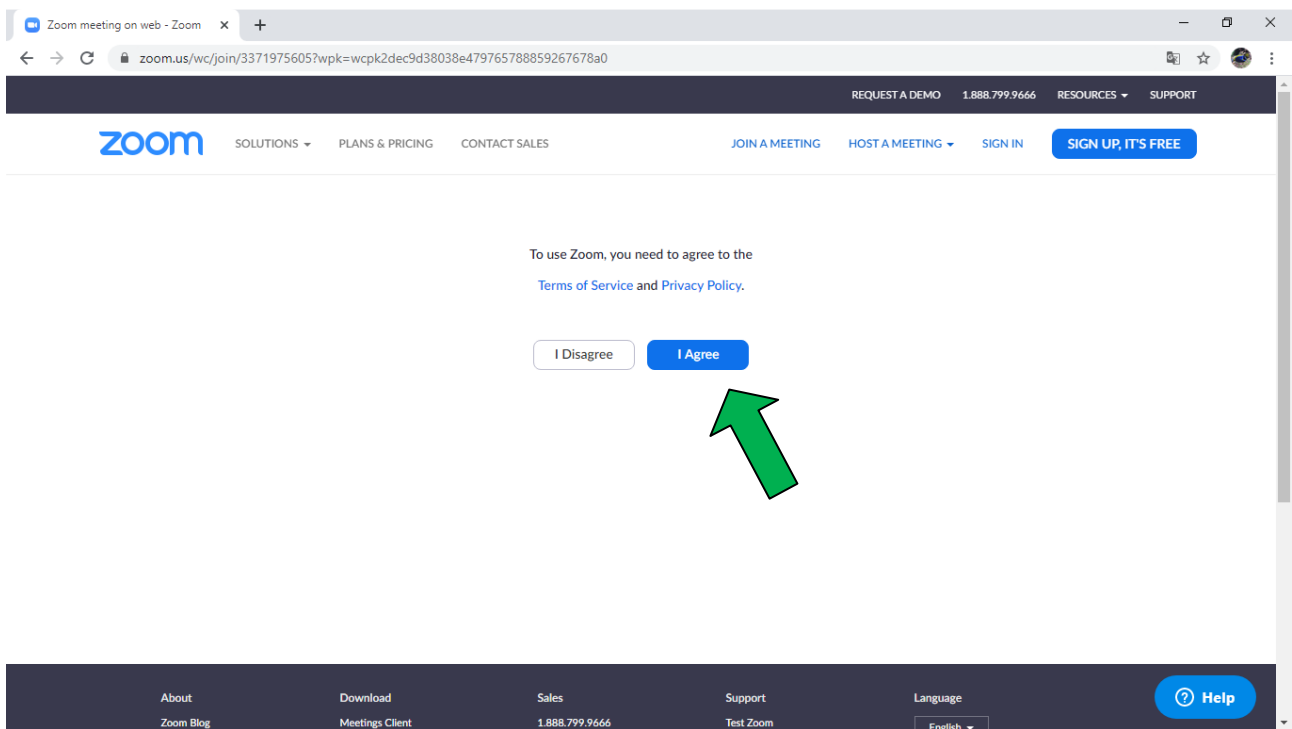 Zoom meeting on web - Zoom
zoom.us/wc/join/3371975605?wpk=wcpk2dec9d38038e479765788859267678a0
REQUEST A DEMO 1.888.799.9666 RESOURCES SUPPORT
zoom SOLUTIONS PLANS & PRICING CONTACT SALES JOIN A MEETING HOST A MEETING SIGN IN SIGN UP, IT'S FREE
To use Zoom, you need to agree to the
Terms of Service and Privacy Policy.
I Disagree I Agree
About Download Sales Support Language
Zoom Blog Meetings Client 1.888.799.9666 Test Zoom English
Help